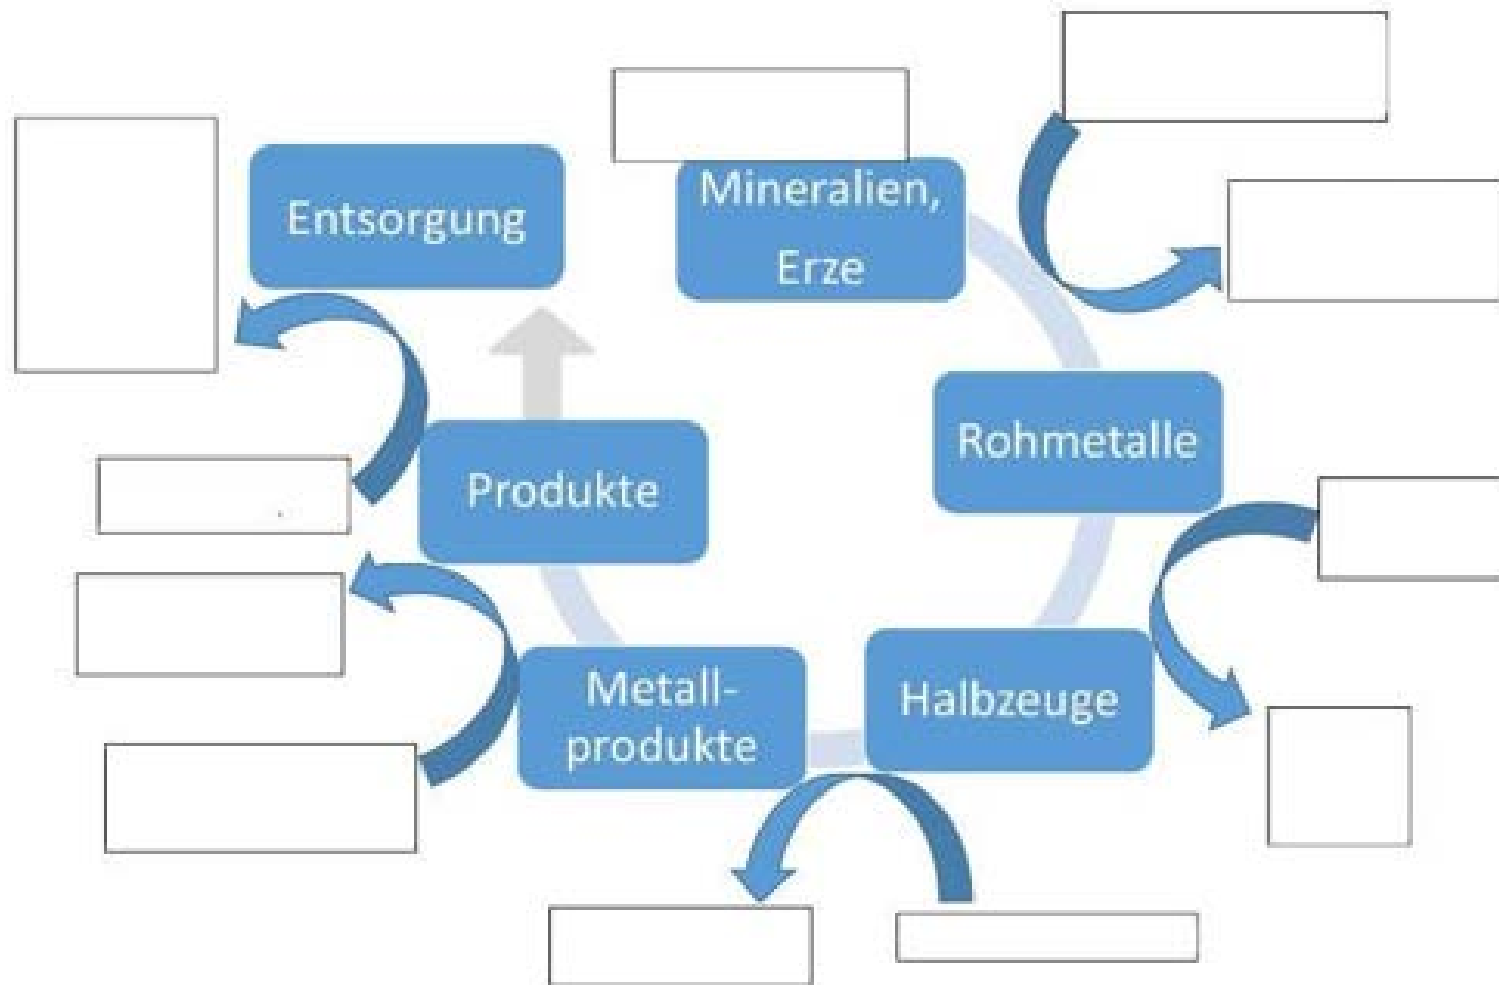 Entsorgung
Mineralien,
Erze
Rohmetalle
Produkte
Halbzeuge
Metall-
produkte